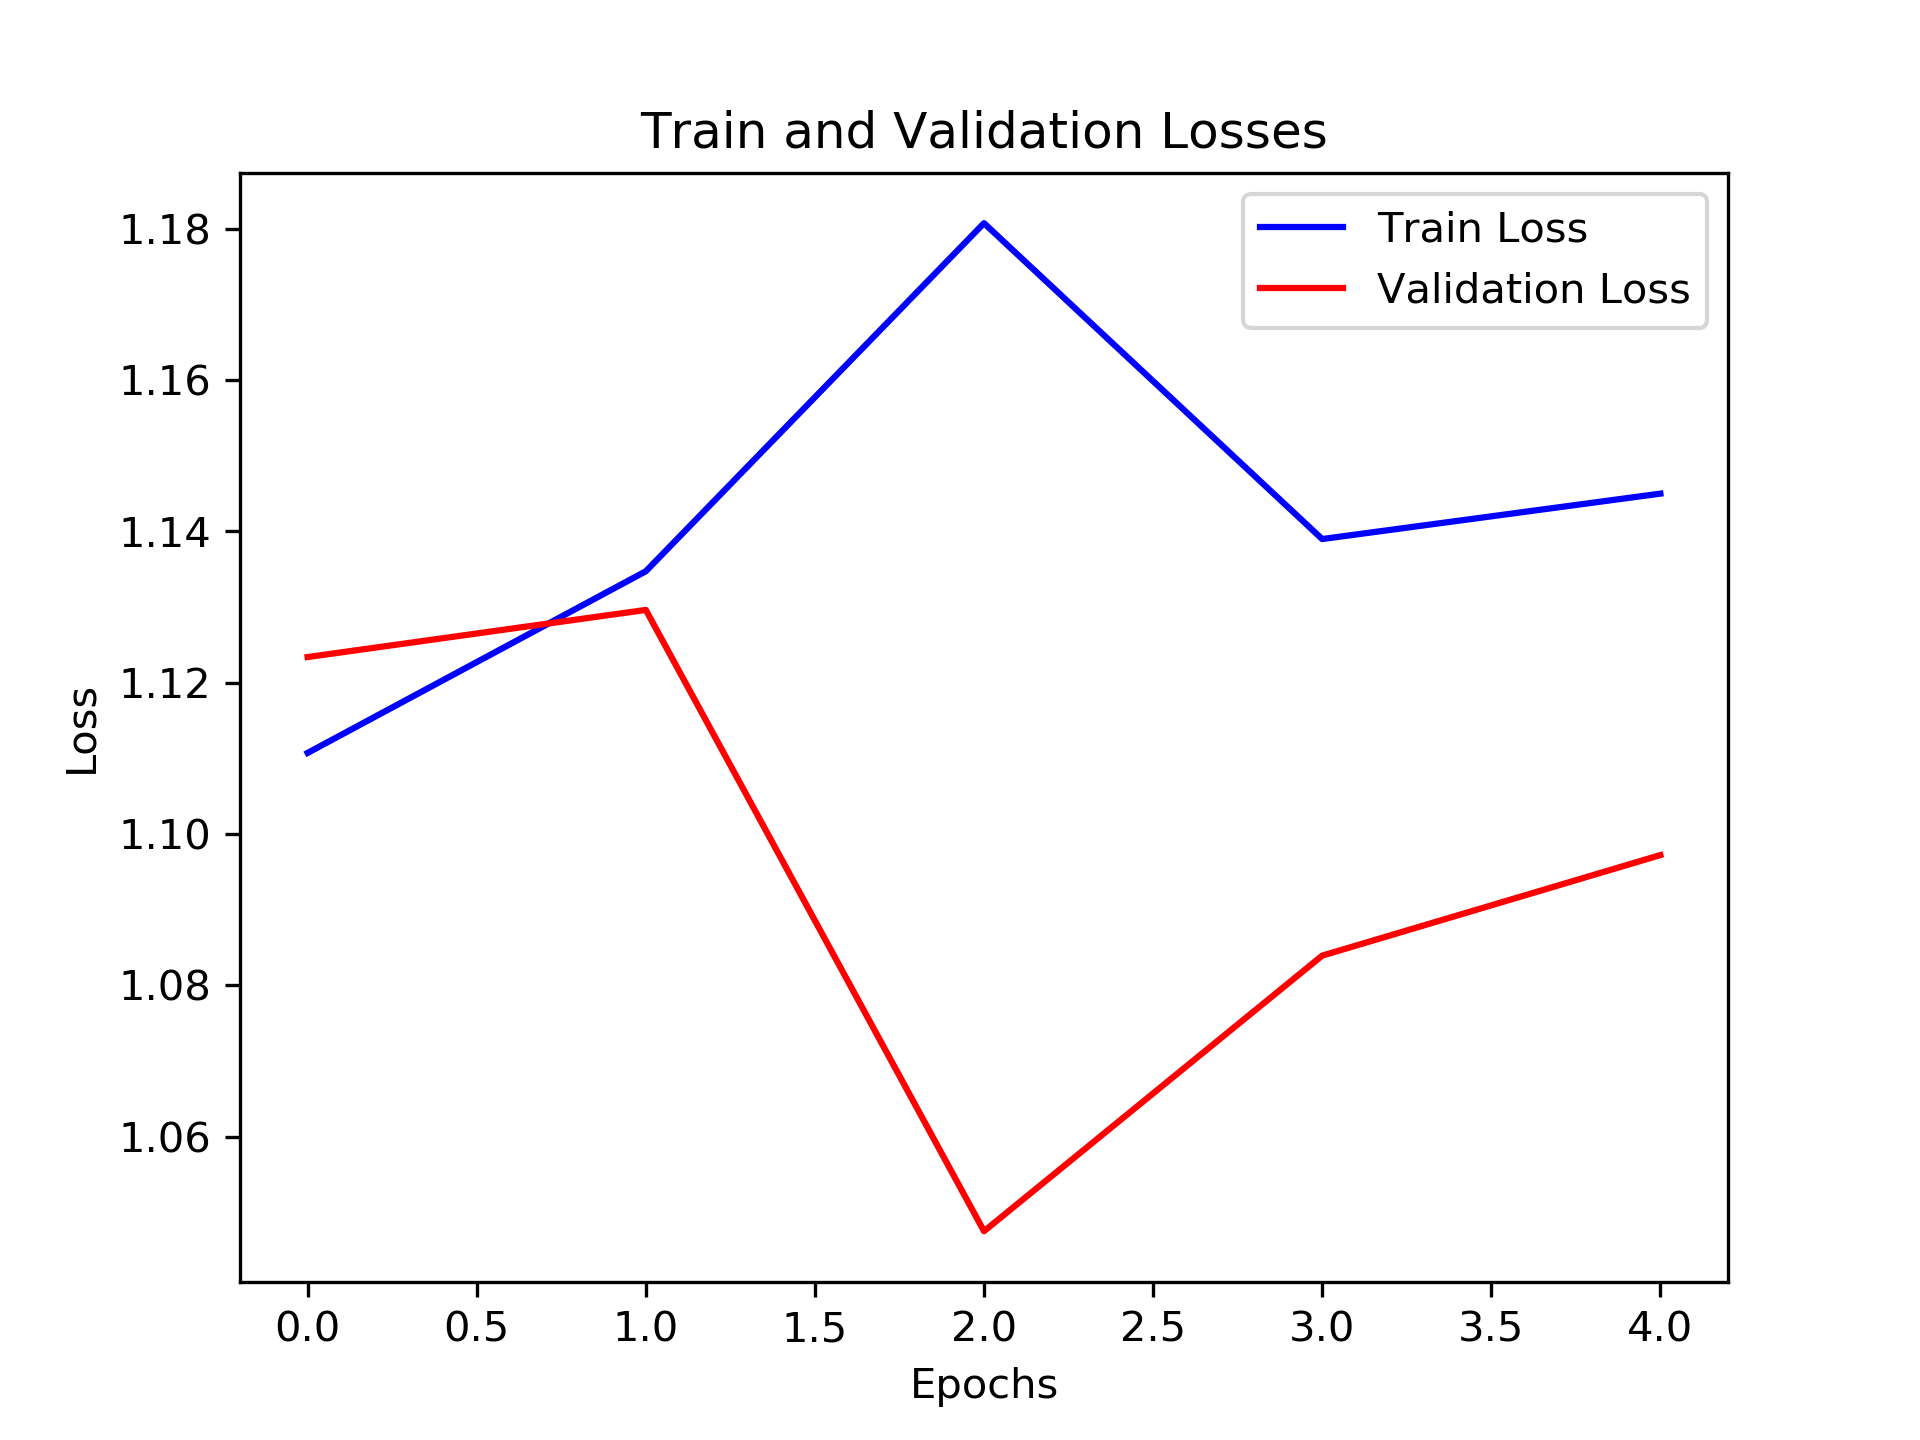 Train and Validation Losses
Train Loss
Validation Loss
1.18
1.16
1.14
1.12
1.10
1.08
1.06
Loss
0.0 0.5 1.0 1.5 2.0 2.5 3.0 3.5 4.0
Epochs